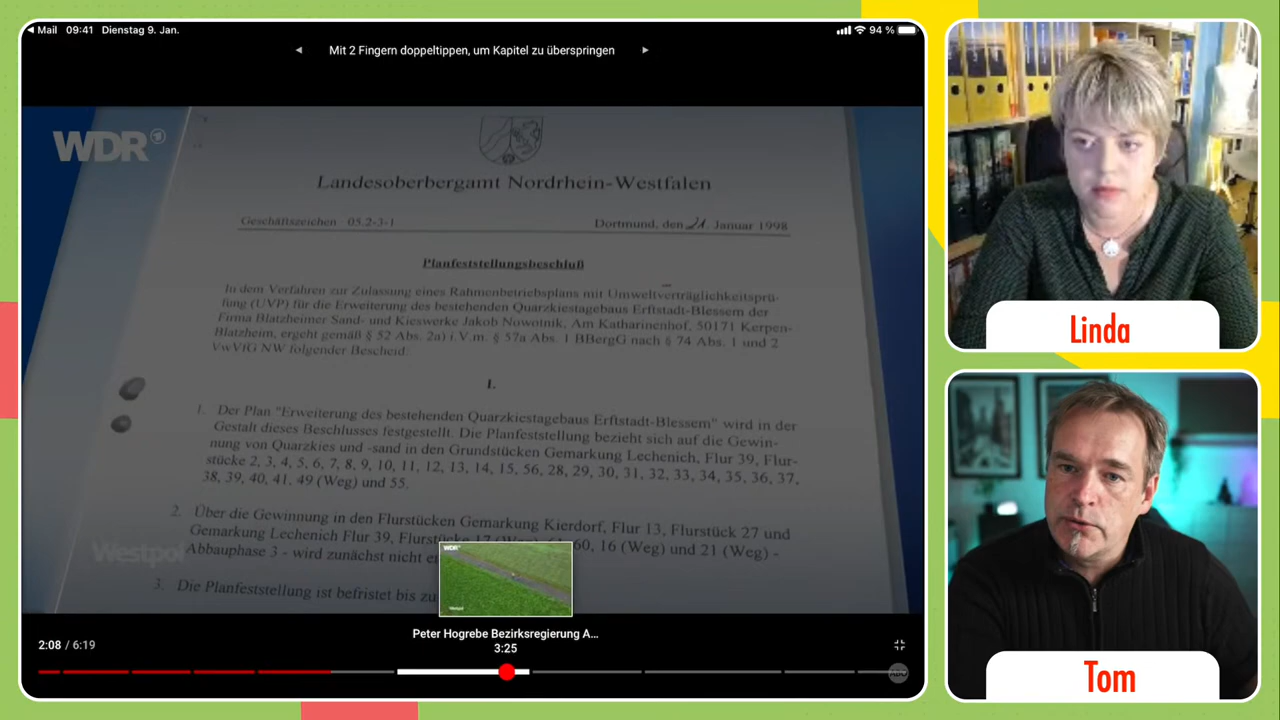 Mail 09:41 Dienstag 9. Jan.
94 %
Mit 2 Fingern doppeltippen, um Kapitel zu überspringen
WDR
Landesoberbergamt Nordrhein-Westfalen
Geschäftszeichen 05.2-3-1
Dortmund, den 21. Januar 1998
Planfeststellungsbeschluß
In dem Verfahren zur Zulassung eines Rahmenbetriebsplans mit Umweltverträglichkeitsprü-
fung (UVP) für die Erweiterung des bestehenden Quarzkiestagebaus Erftstadt-Blessem der
Firma Blatzheimer Sand- und Kieswerke Jakob Nowotnik, Am Katharinenhof, 50171 Kerpen-
Blatzheim, ergeht gemäß § 52 Abs. 2a) i.V.m. § 57a Abs. 1 BBergG nach § 74 Abs. 1 und 2
VwVfG NW folgender Bescheid:
I.
1. Der Plan "Erweiterung des bestehenden Quarzkiestagebaus Erftstadt-Blessem" wird in der
Gestalt dieses Beschlusses festgestellt. Die Planfeststellung bezieht sich auf die Gewin-
nung von Quarzkies und -sand in den Grundstücken Gemarkung Lechenich, Flur 39, Flur-
stücke 2, 3, 4, 5, 6, 7, 8, 9, 10, 11, 12, 13, 14, 15, 56, 28, 29, 30, 31, 32, 33, 34, 35, 36, 37,
38, 39, 40, 41, 49 (Weg) und 55.
2. Über die Gewinnung in den Flurstücken Gemarkung Kierdorf, Flur 13, Flurstück 27 und
Gemarkung Lechenich Flur 39, Flurstücke 17 60, 16 (Weg) und 21 (Weg) -
Abbauphase 3 - wird zunächst nicht
3. Die Planfeststellung ist befristet bis
Westpol
WDR
Westpol
Peter Hogrebe Bezirksregierung A...
3:25
2:08 / 6:19
Linda
Tom